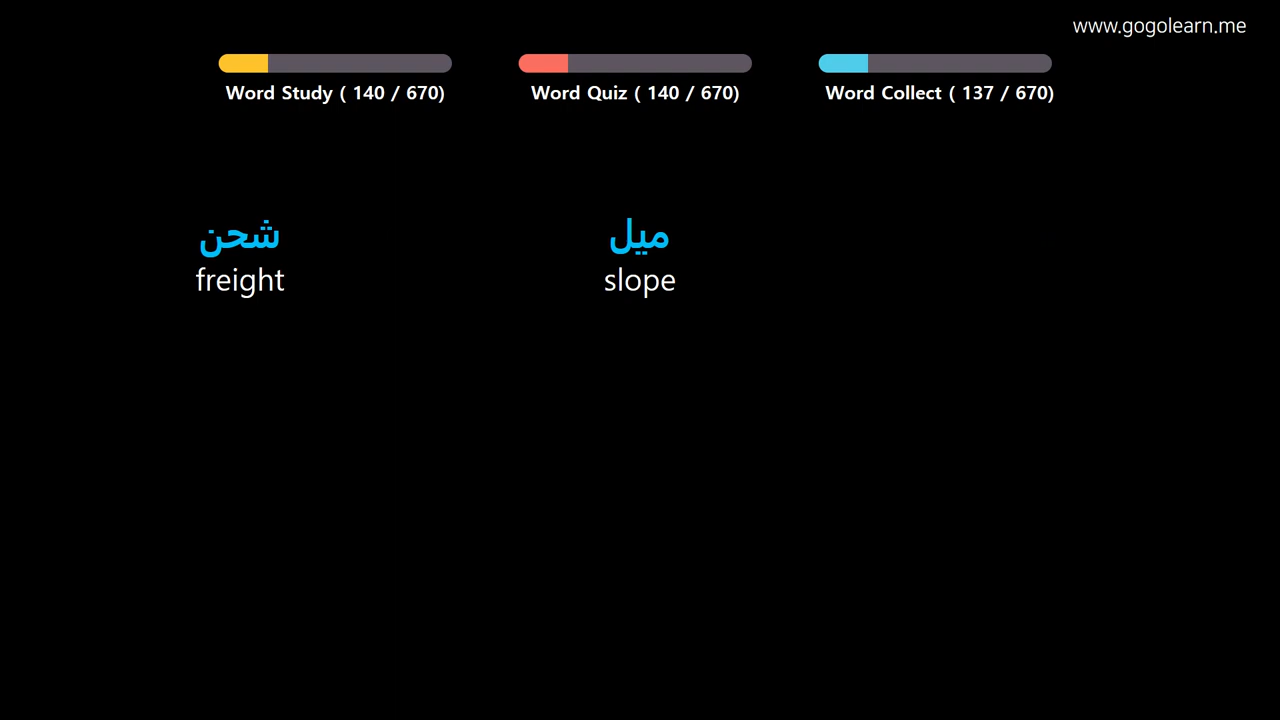 www.gogolearn.me
Word Study ( 140 / 670)
Word Quiz ( 140 / 670)
Word Collect ( 137 / 670)
شحن
freight
ميل
slope